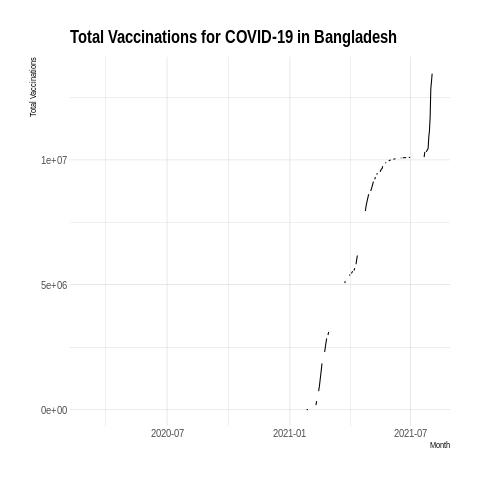 Total Vaccinations for COVID-19 in Bangladesh
Total Vaccinations
1e+07
5e+06
0e+00
2020-07
2021-01
2021-07
Month